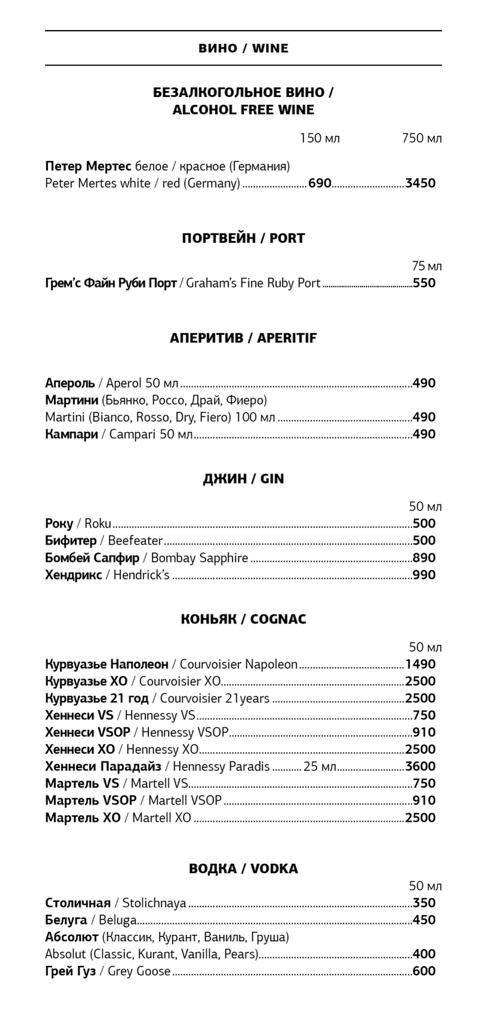 ВИНО / WINE
БЕЗАЛКОГОЛЬНОЕ ВИНО /
ALCOHOL FREE WINE
150 мл 750 мл
Петер Мертес белое / красное (Германия)
Peter Mertes white / red (Germany) 690 3450
ПОРТВЕЙН / PORT
75 мл
Грем’с Файн Руби Порт / Graham’s Fine Ruby Port 550
АПЕРИТИВ / APERITIF
Апероль / Aperol 50 мл 490
Мартини (Бьянко, Россо, Драй, Фиеро)
Martini (Bianco, Rosso, Dry, Fiero) 100 мл 490
Кампари / Campari 50 мл 490
ДЖИН / GIN
50 мл
Року / Roku 500
Бифитер / Beefeater 500
Бомбей Сапфир / Bombay Sapphire 890
Хендрикс / Hendrick’s 990
КОНЬЯК / COGNAC
50 мл
Курвуазье Наполеон / Courvoisier Napoleon 1490
Курвуазье XO / Courvoisier XO 2500
Курвуазье 21 год / Courvoisier 21years 2500
Хеннеси VS / Hennessy VS 750
Хеннеси VSOP / Hennessy VSOP 910
Хеннеси XO / Hennessy XO 2500
Хеннеси Парадайз / Hennessy Paradis 25 мл 3600
Мартель VS / Martell VS 750
Мартель VSOP / Martell VSOP 910
Мартель XO / Martell XO 2500
ВОДКА / VODKA
50 мл
Столичная / Stolichnaya 350
Белуга / Beluga 450
Абсолют (Классик, Курант, Ваниль, Груша)
Absolut (Classic, Kurant, Vanilla, Pears) 400
Грей Гуз / Grey Goose 600